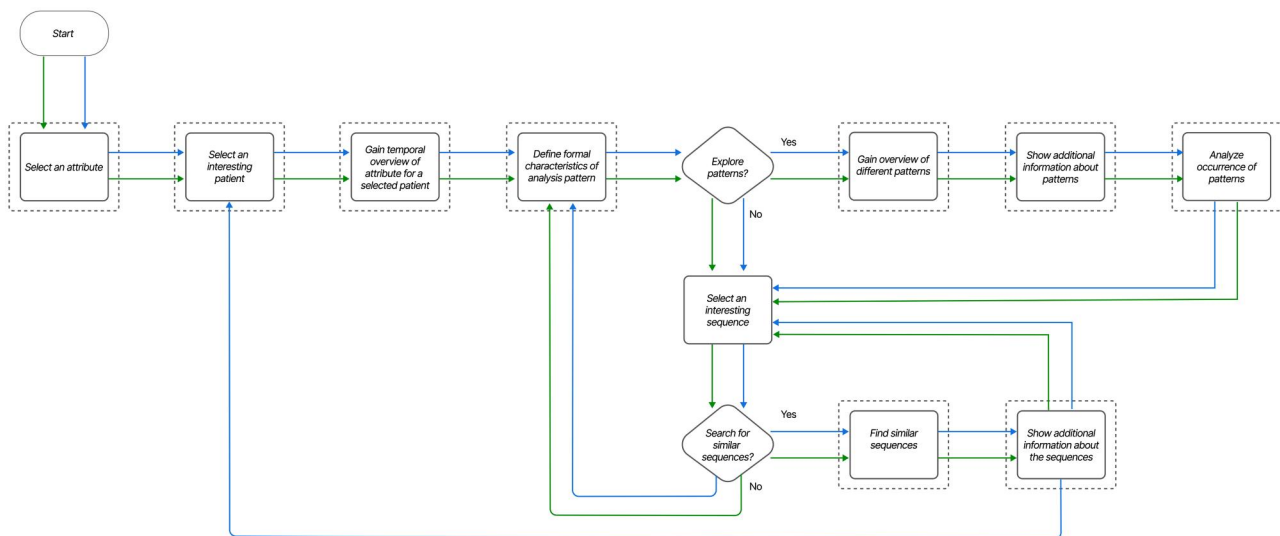 Start
Select an attribute
Select an
interesting
patient
Gain temporal
overview of
attribute for a
selected patient
Define formal
characteristics of
analysis pattern
Explore
patterns?
Yes
No
Gain overview of
different patterns
Show additional
information about
patterns
Analyze
occurrence of
patterns
Select an
interesting
sequence
Search for
similar
sequences?
Yes
No
Find similar
sequences
Show additional
information about
the sequences